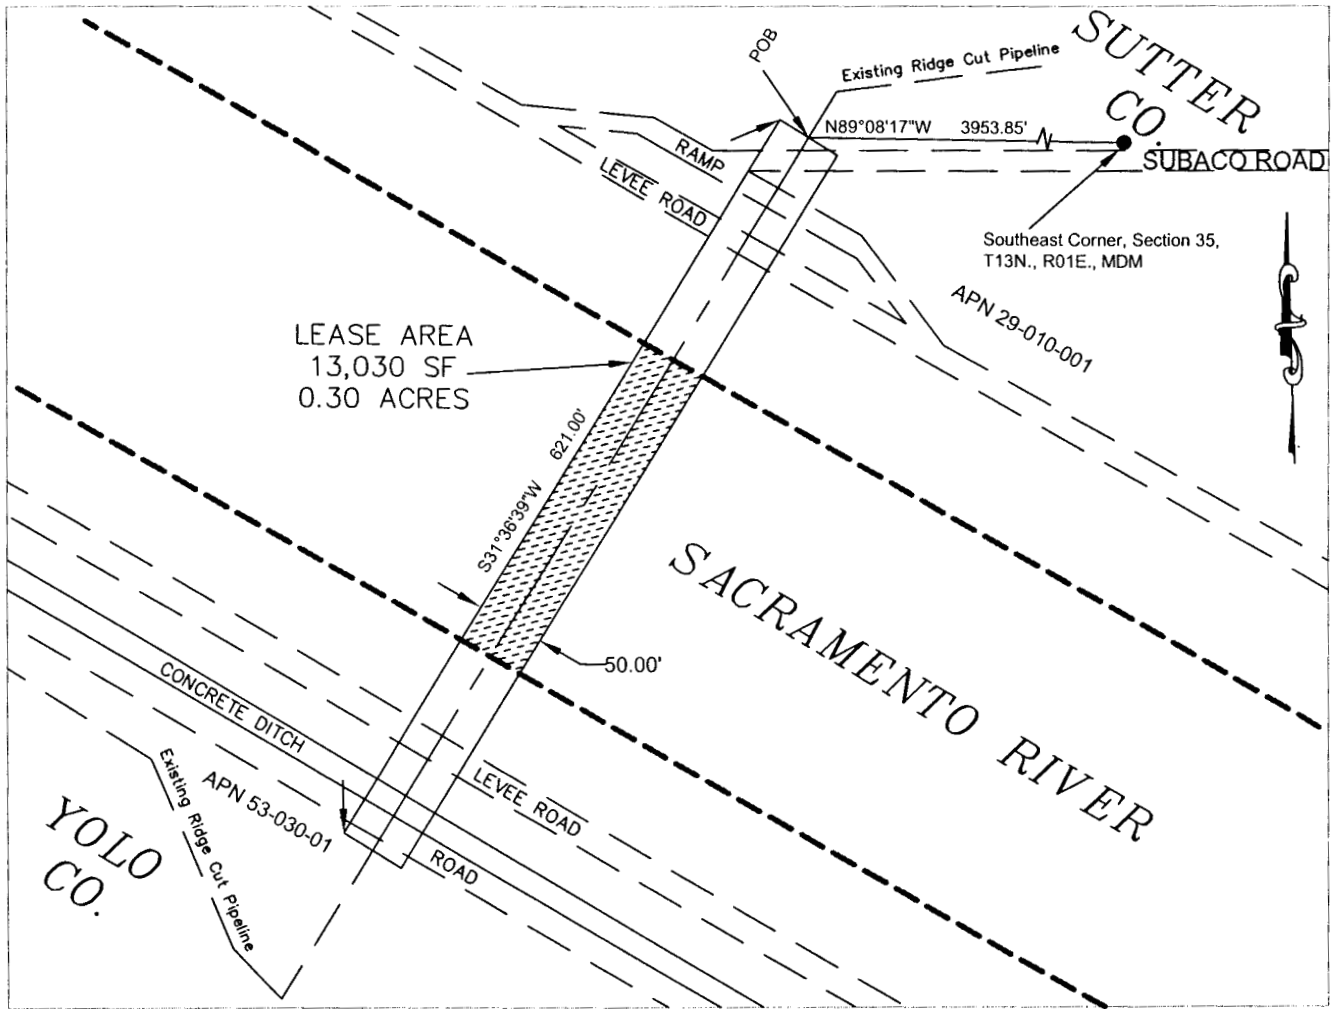 SUTTER
CO.
POB
Existing Ridge Cut Pipeline
N89°08'17"W 3953.85'
SUBACO ROAD
RAMP
LEVEE ROAD
Southeast Corner, Section 35,
T13N., R01E., MDM
APN 29-010-001
LEASE AREA
13,030 SF
0.30 ACRES
S31°36'39"W 621.00'
50.00'
SACRAMENTO RIVER
CONCRETE DITCH
LEVEE ROAD
ROAD
APN 53-030-01
Existing Ridge Cut Pipeline
YOLO
CO.